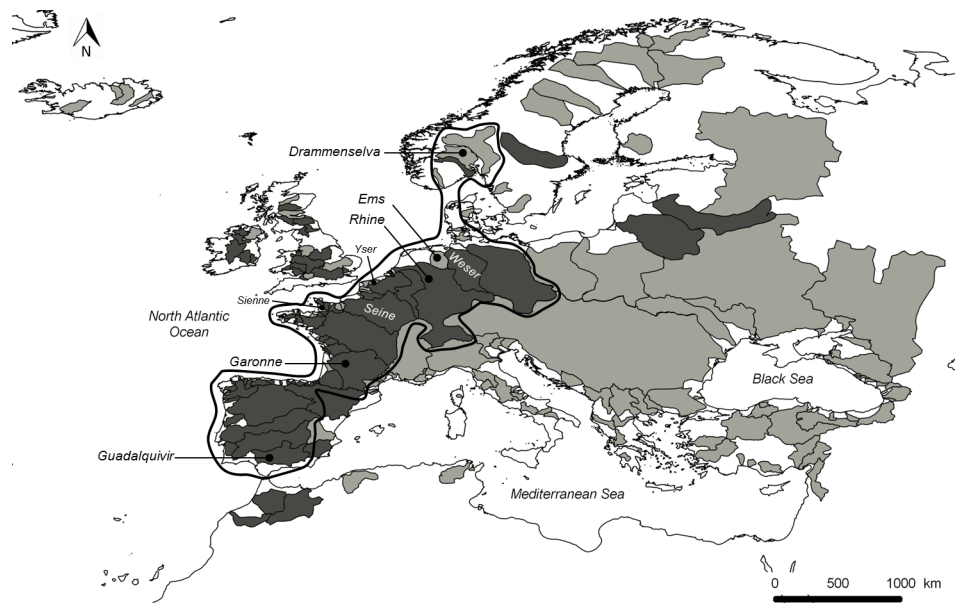 N
Drammenselva
Ems
Rhine
Yser
Weser
Sienne
Seine
North Atlantic
Ocean
Garonne
Black Sea
Guadalquivir
Mediterranean Sea
0 500 1000 km